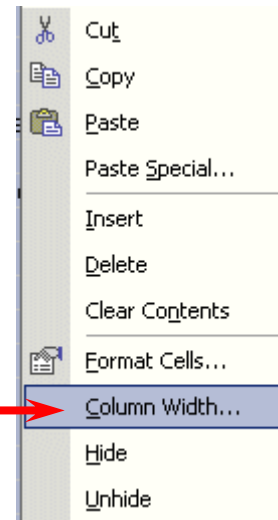 Cut
Copy
Paste
Paste Special...
Insert
Delete
Clear Contents
Format Cells...
Column Width...
Hide
Unhide